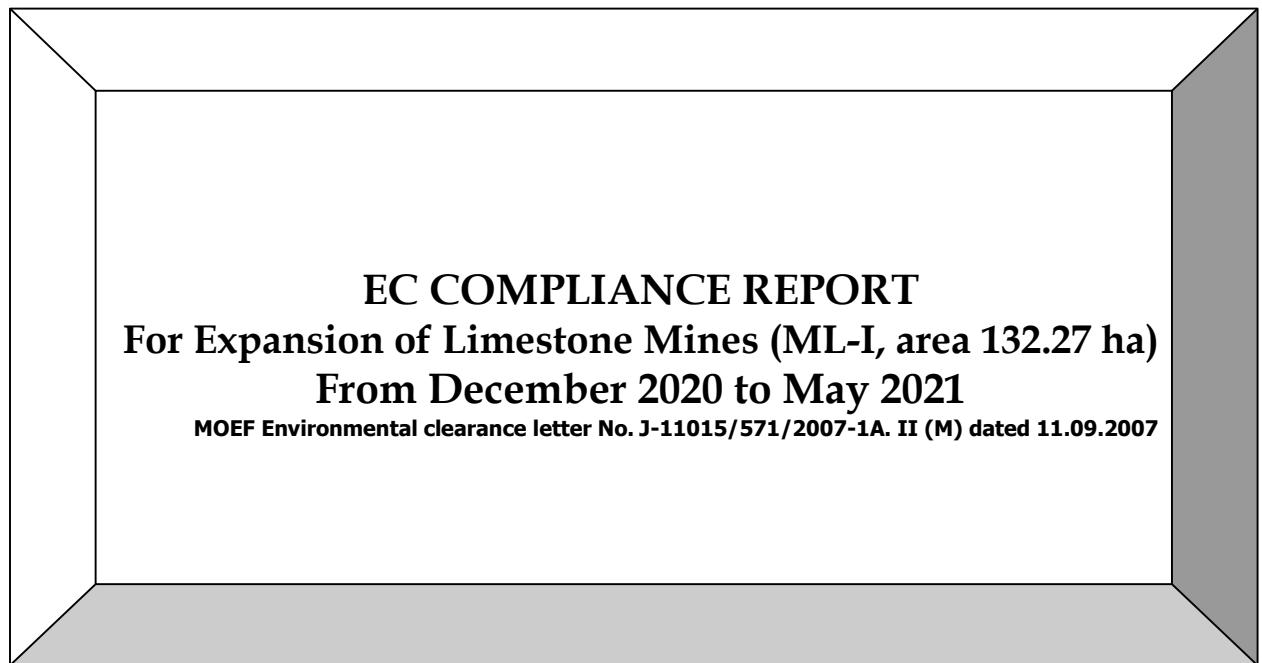 EC COMPLIANCE REPORT
For Expansion of Limestone Mines (ML-I, area 132.27 ha)
From December 2020 to May 2021
MOEF Environmental clearance letter No. J-11015/571/2007-1A. II (M) dated 11.09.2007